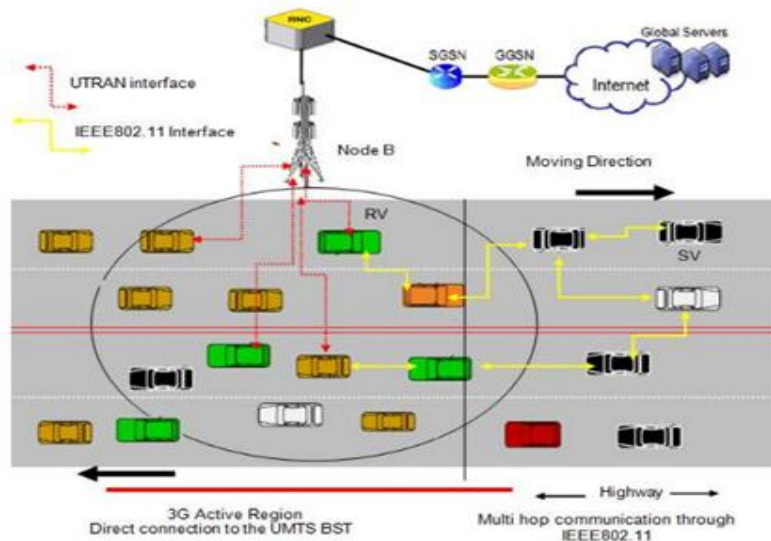 RNC
SGSN
GGSN
Global Servers
Internet
UTRAN interface
IEEE802.11 Interface
Node B
Moving Direction
RV
SV
3G Active Region
Direct connection to the UMTS BST
Highway
Multi hop communication through
IEEE802.11